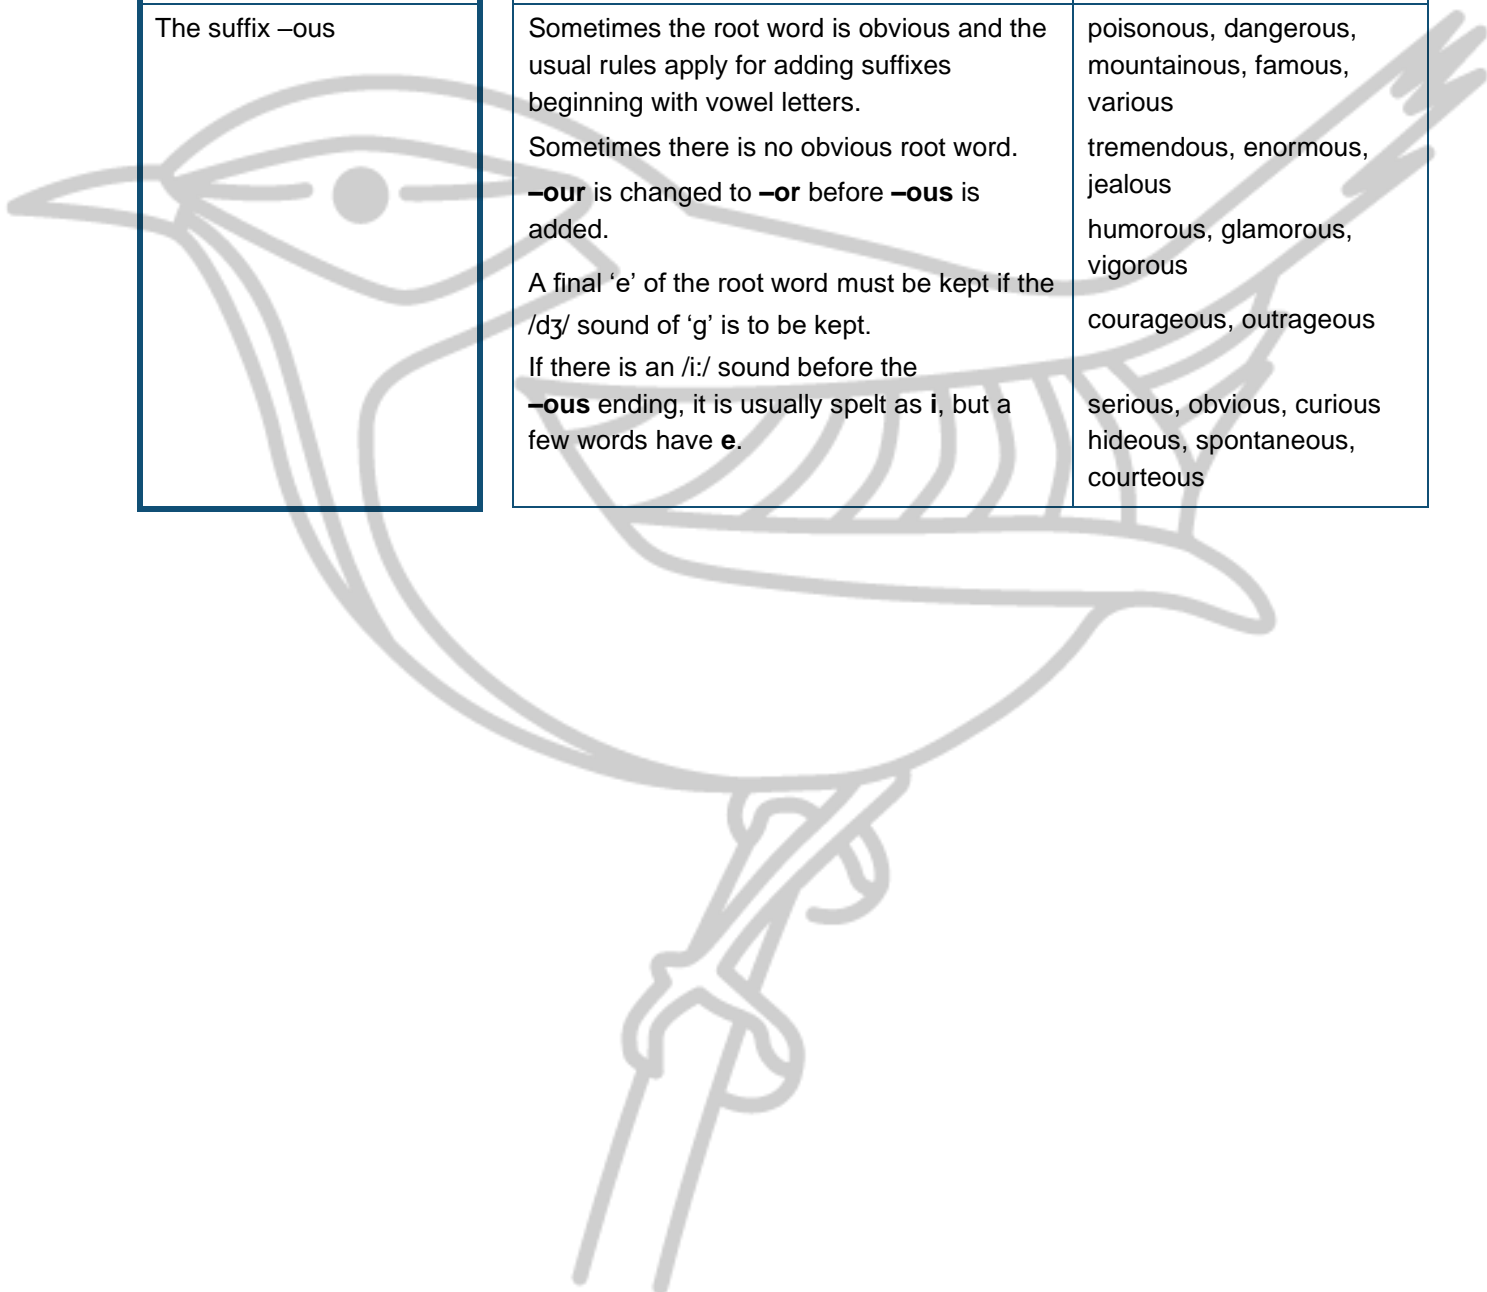 The suffix –ous
Sometimes the root word is obvious and the
usual rules apply for adding suffixes
beginning with vowel letters.
Sometimes there is no obvious root word.
–our is changed to –or before –ous is
added.
A final ‘e’ of the root word must be kept if the
/dʒ/ sound of ‘g’ is to be kept.
If there is an /i:/ sound before the
–ous ending, it is usually spelt as i, but a
few words have e.
poisonous, dangerous,
mountainous, famous,
various
tremendous, enormous,
jealous
humorous, glamorous,
vigorous
courageous, outrageous
serious, obvious, curious
hideous, spontaneous,
courteous